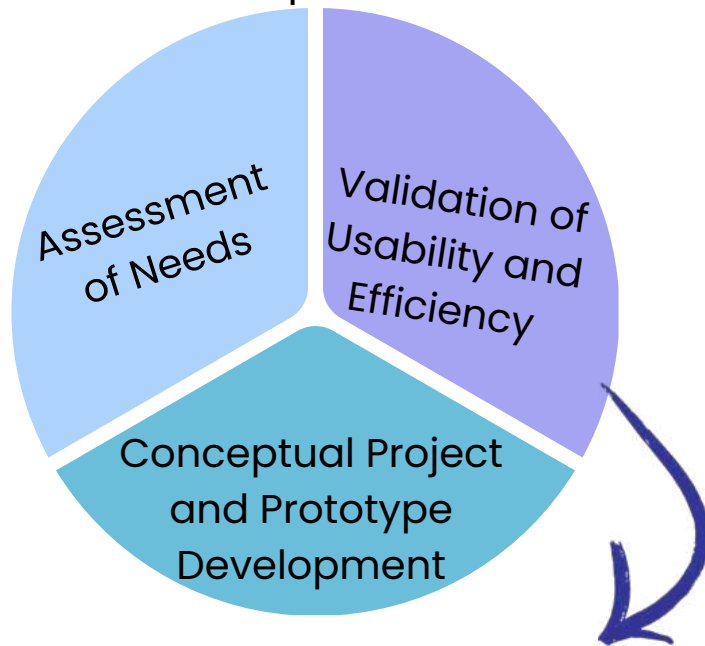 Assessment
of Needs
Validation of
Usability and
Efficiency
Conceptual Project
and Prototype
Development